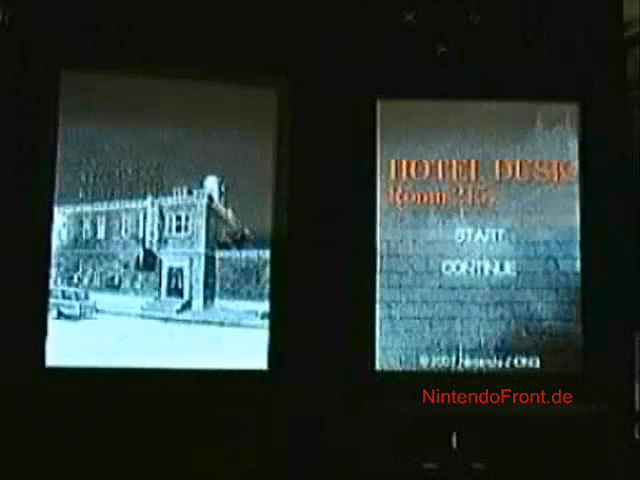 HOTEL DUSK
Room 215
START
CONTINUE
NintendoFront.de